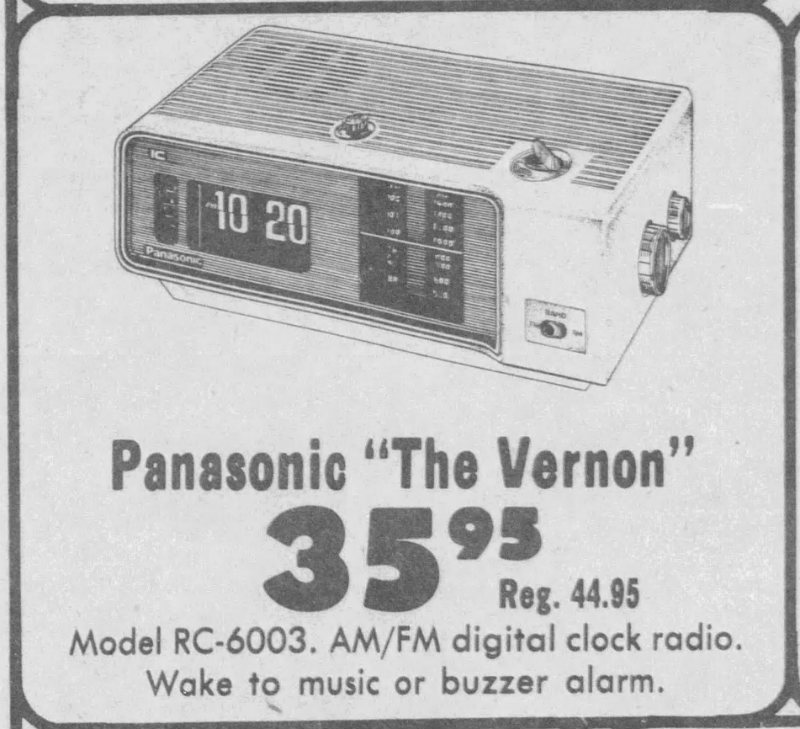 IC
10 20
Panasonic
BAND
Panasonic “The Vernon”
35 95
Reg. 44.95
Model RC-6003. AM/FM digital clock radio.
Wake to music or buzzer alarm.